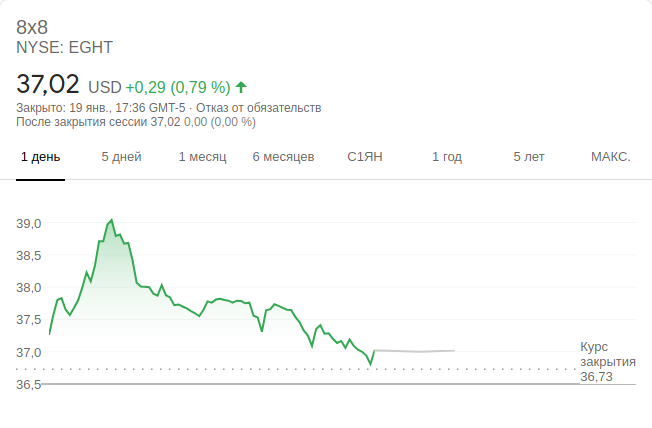 8x8
NYSE: EGHT
37,02 USD +0,29 (0,79 %)
Закрыто: 19 янв., 17:36 GMT-5 · Отказ от обязательств
После закрытия сессии 37,02 0,00 (0,00 %)
1 день 5 дней 1 месяц 6 месяцев С1ЯН 1 год 5 лет МАКС.
39,0
38,5
38,0
37,5
37,0
Курс
закрытия
36,73
36,5